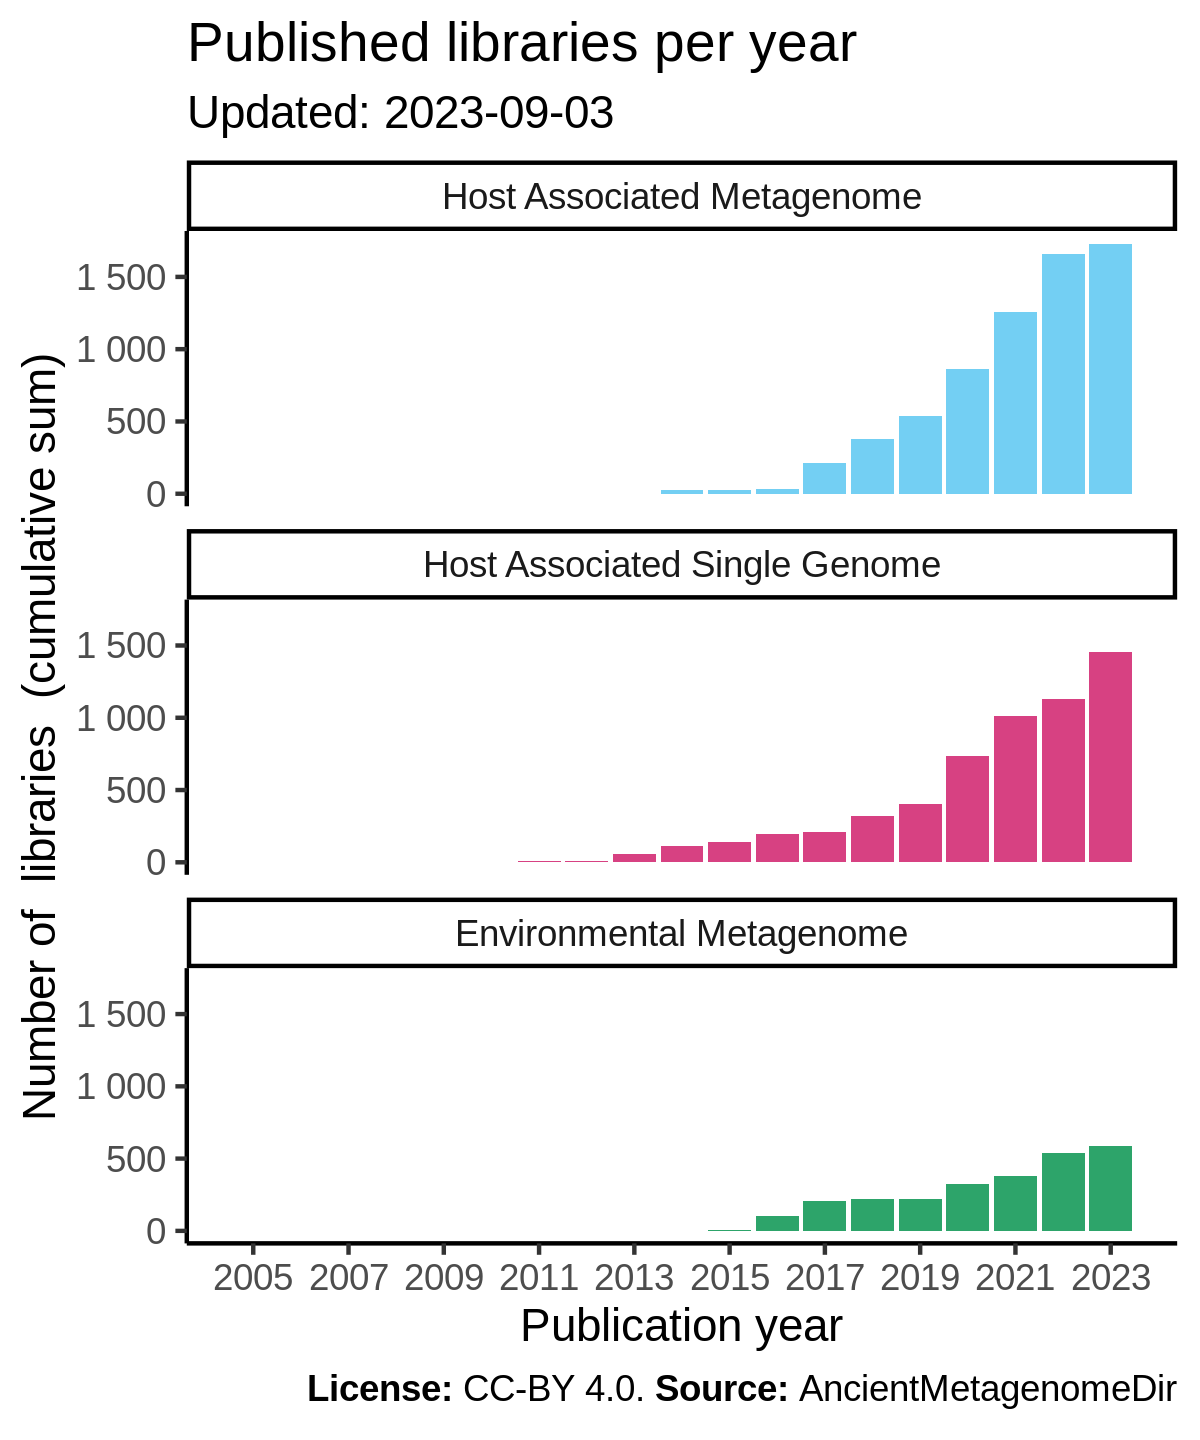 Published libraries per year
Updated: 2023-09-03
Host Associated Metagenome
1 500
1 000
500
0
Host Associated Single Genome
1 500
1 000
500
0
Environmental Metagenome
1 500
1 000
500
0
Number of libraries (cumulative sum)
2005 2007 2009 2011 2013 2015 2017 2019 2021 2023
Publication year
License: CC-BY 4.0. Source: AncientMetagenomeDir